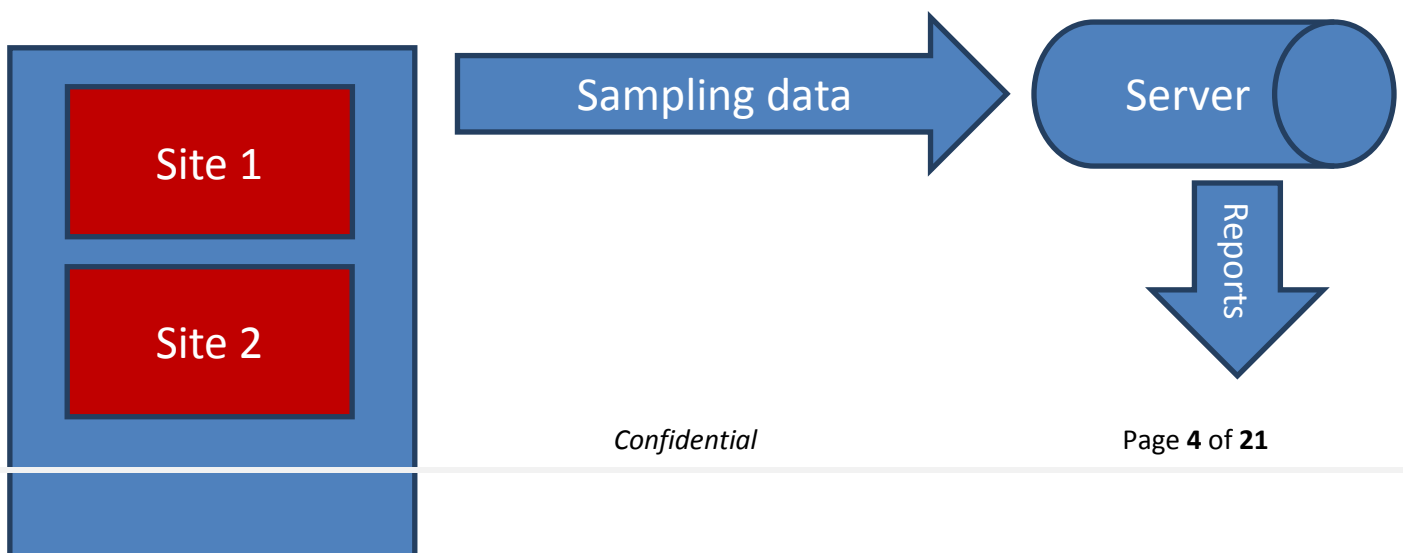 Sampling data
Server
Site 1
Reports
Site 2
Confidential
Page 4 of 21